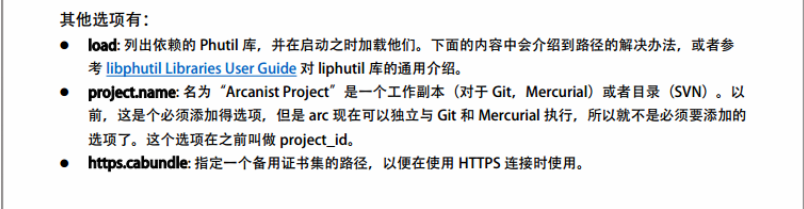 其他选项有：
● load: 列出依赖的 Phutil 库，并在启动之时加载他们。下面的内容中会介绍到路径的解决办法，或者参
考 libphutil Libraries User Guide 对 liphutil 库的通用介绍。
● project.name: 名为“Arcanist Project”是一个工作副本（对于 Git，Mercurial）或者目录（SVN）。以
前，这是个必须添加得选项，但是 arc 现在可以独立与 Git 和 Mercurial 执行，所以就不是必须要添加的
选项了。这个选项在之前叫做 project_id。
● https.cabundle: 指定一个备用证书集的路径，以便在使用 HTTPS 连接时使用。